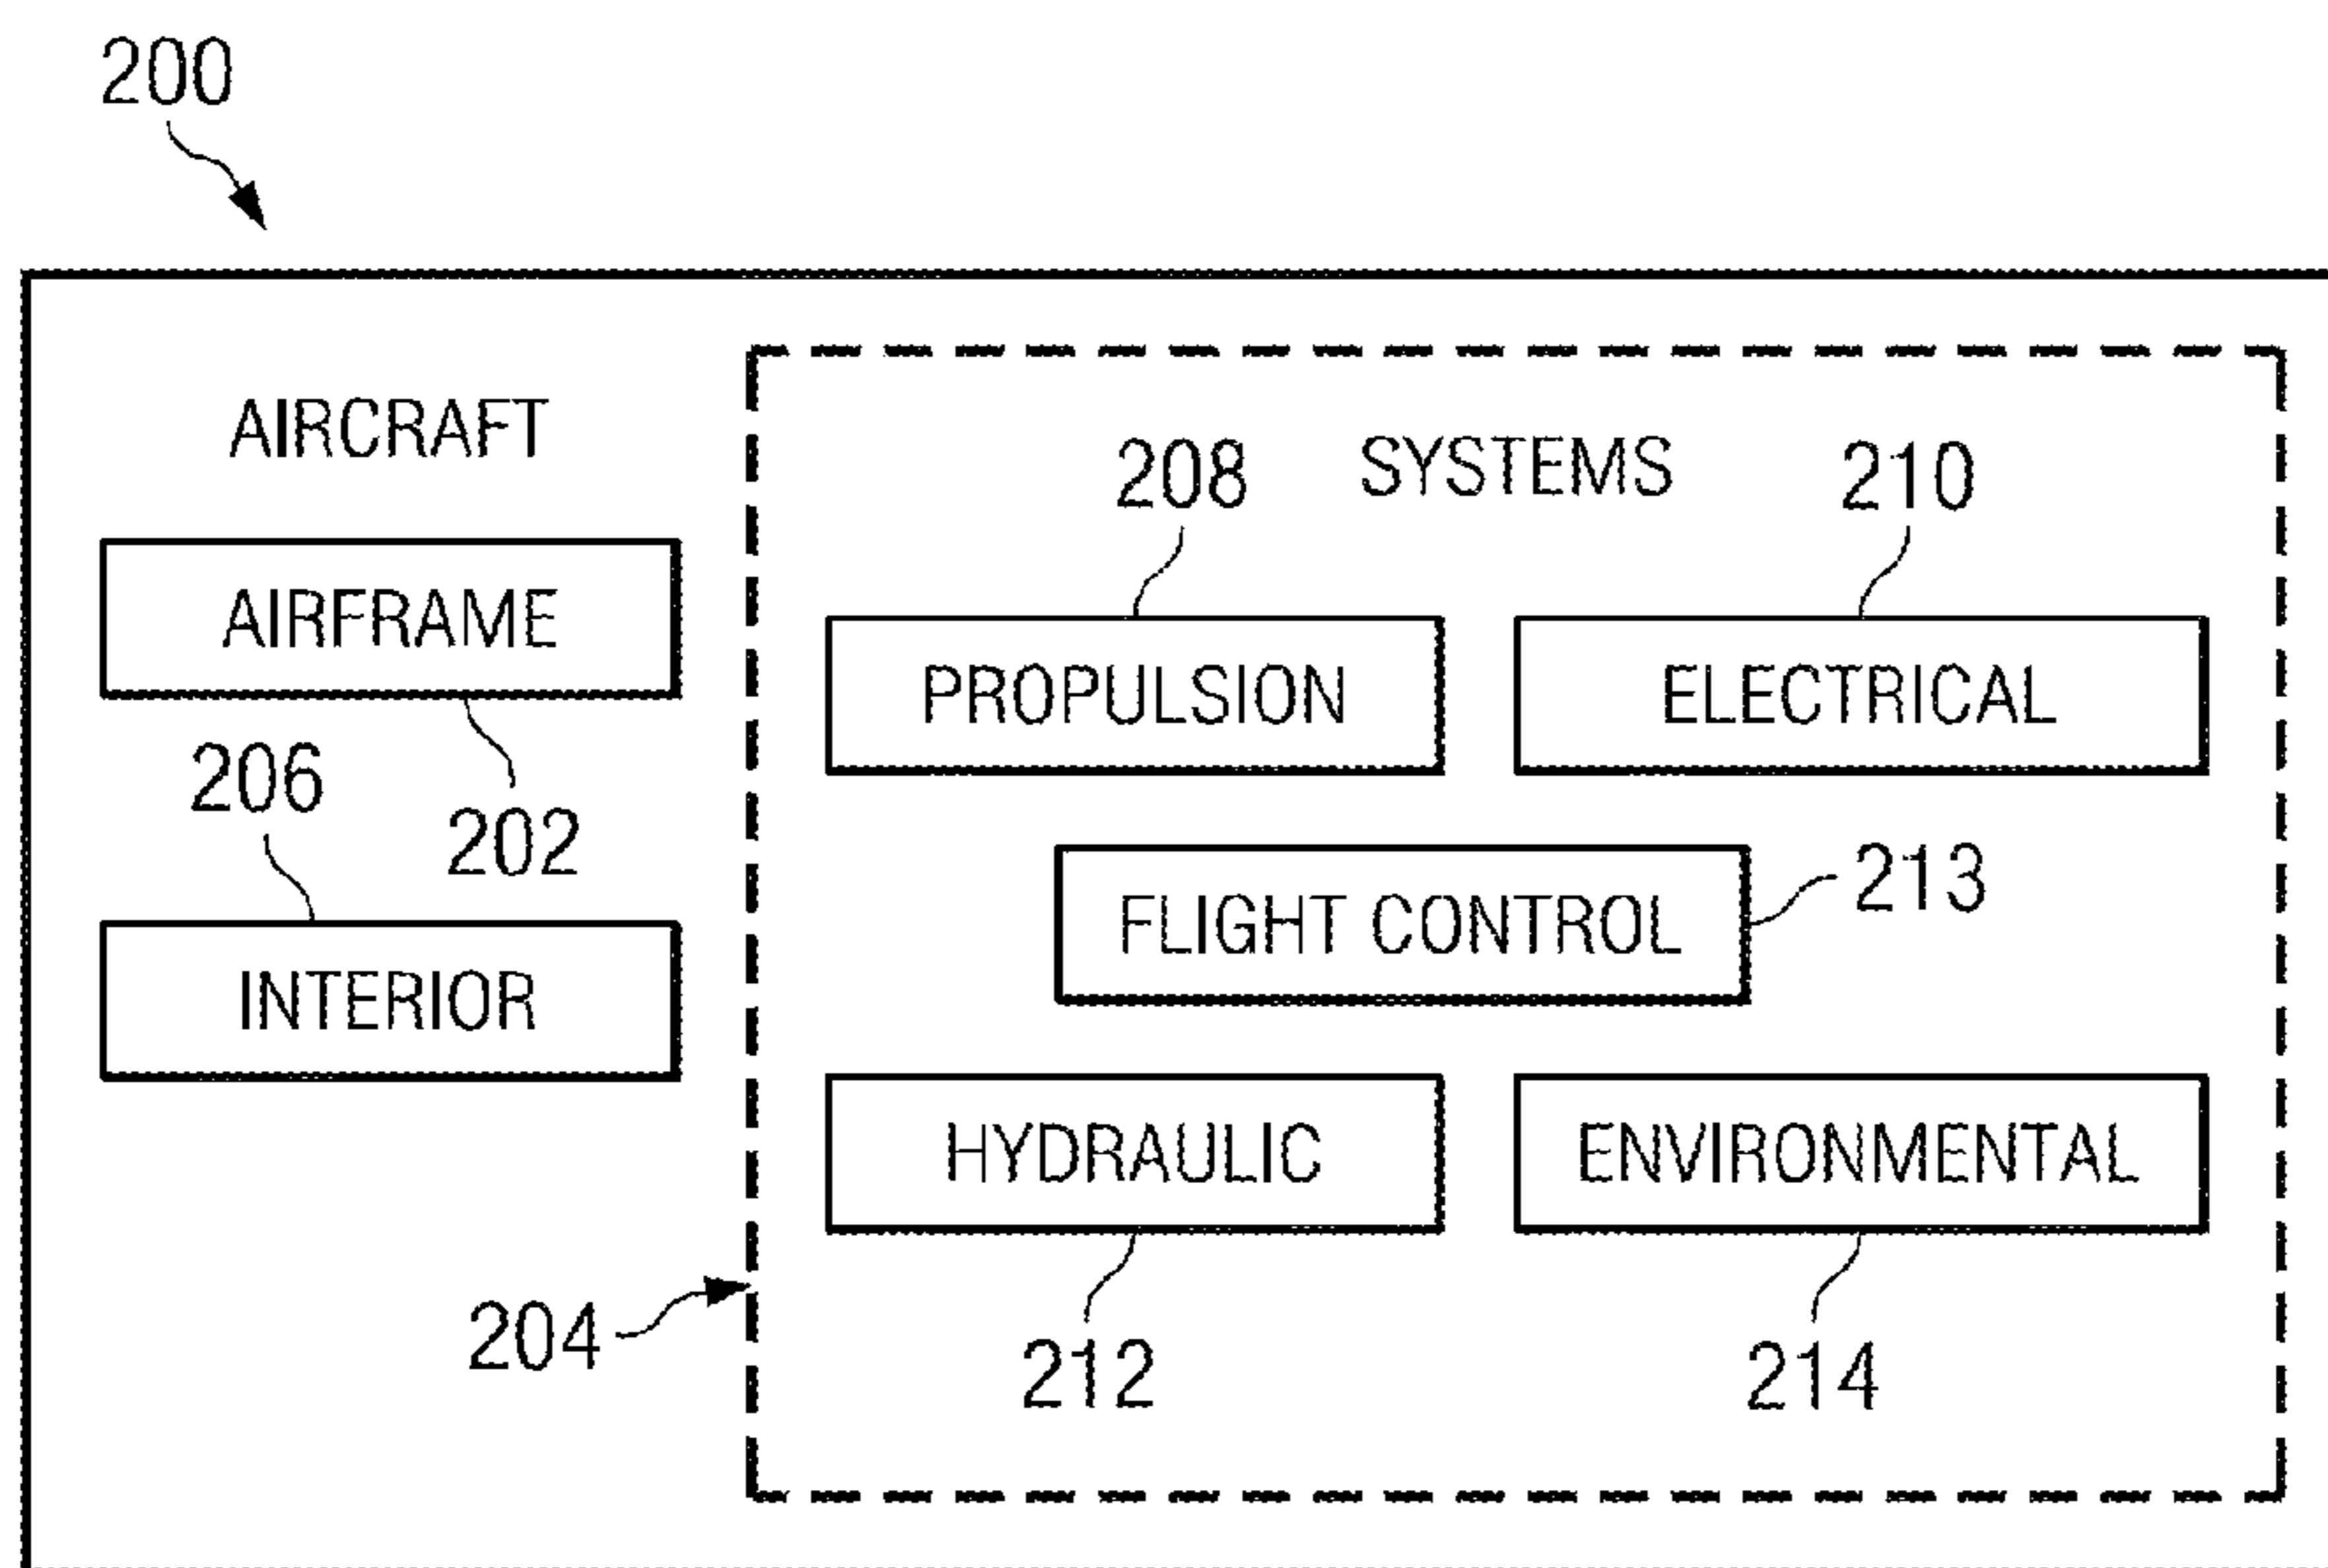 200
AIRCRAFT
SYSTEMS
208
210
AIRFRAME
PROPULSION
ELECTRICAL
206
202
213
FLIGHT CONTROL
INTERIOR
HYDRAULIC
ENVIRONMENTAL
204
212
214